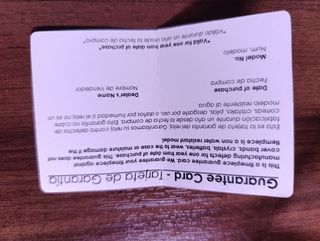 Guarantee Card - Tarjeta de Garantía
This is a timepiece guarantee card. We guarantee your timepiece against
manufacturing defects for one year from date of purchase. This guarantee does not
cover bands, crystals, batteries, wear to the case or moisture damage if the
timepiece is a non water resistant model.
Está es la tarjeta de garantía del reloj. Garantizamos tu reloj contra defectos de
fabricación durante un año desde la fecha de compra. Esta garantía no cubre
correas, cristales, pilas, desgaste por uso, o daños por humedad si el reloj es un
modelo no resistente al agua.
Date of purchase
Fecha de compra
Dealer's Name
Nombre de Vendedor
Model No.
Num. modelo
*Valid for one year from date of purchase*
*Válido durante un año desde la fecha de compra*